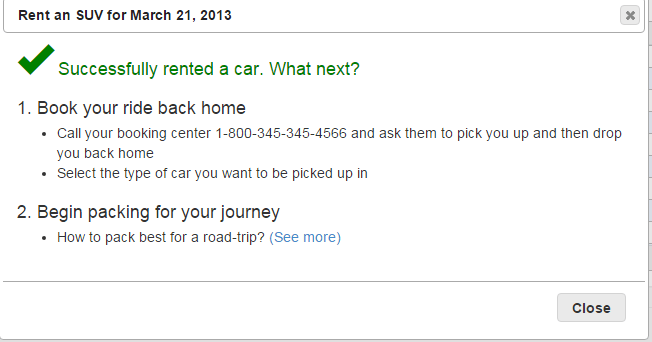 Rent an SUV for March 21, 2013
Successfully rented a car. What next?
1. Book your ride back home
• Call your booking center 1-800-345-345-4566 and ask them to pick you up and then drop
you back home
• Select the type of car you want to be picked up in
2. Begin packing for your journey
• How to pack best for a road-trip? (See more)
Close